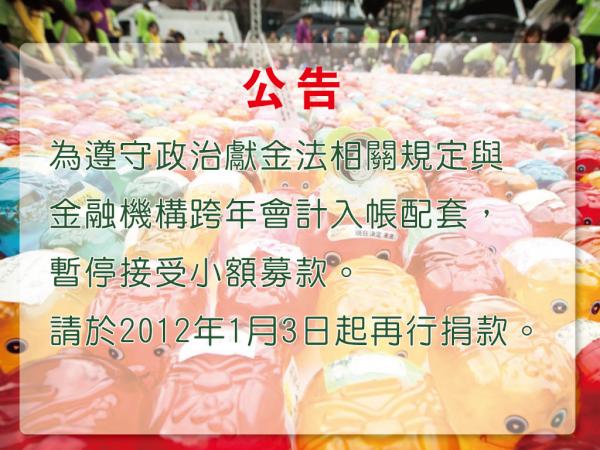 公告
為遵守政治獻金法相關規定與
金融機構跨年會計入帳配套，
暫停接受小額募款。
請於2012年1月3日起再行捐款。